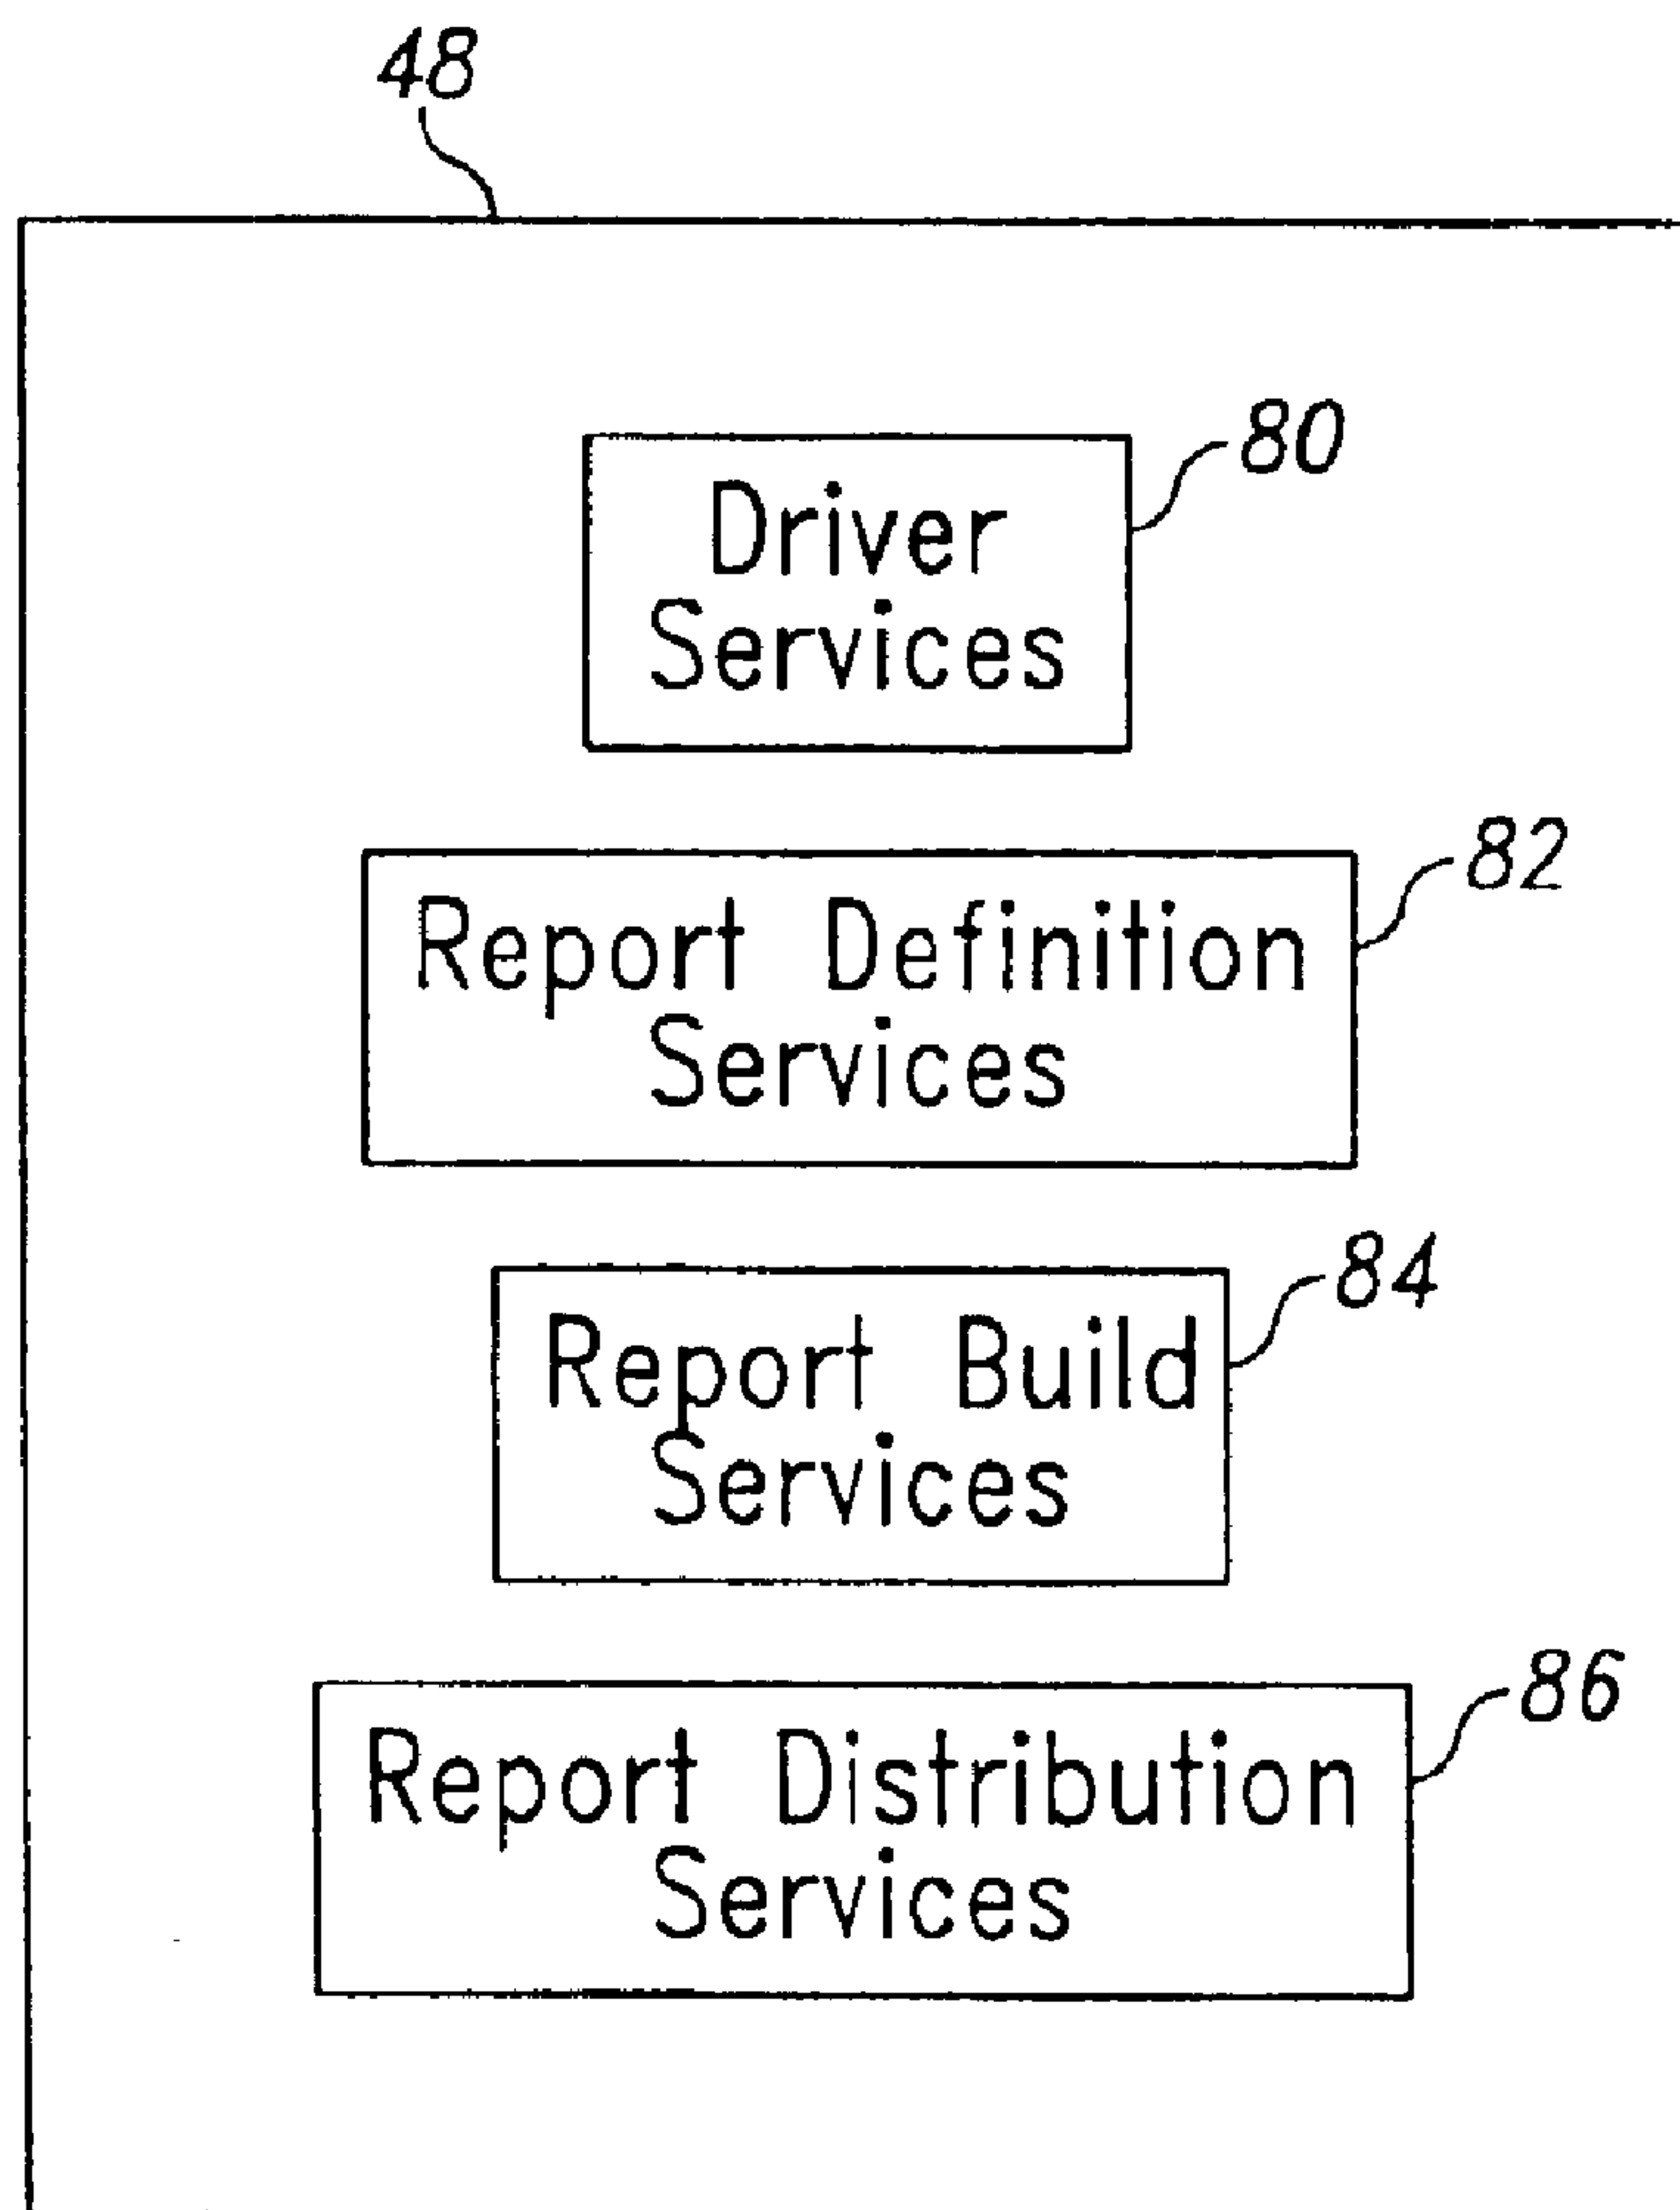 48
80
Driver
Services
82
Report Definition
Services
84
Report Build
Services
86
Report Distribution
Services